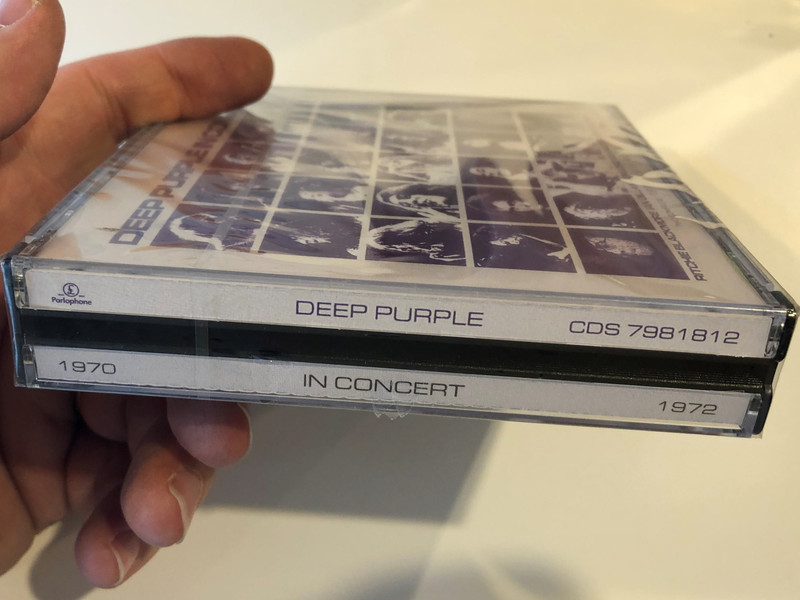 DEEP PURPLE
Parlophone
DEEP PURPLE
CDS 7981812
1970
IN CONCERT
1972